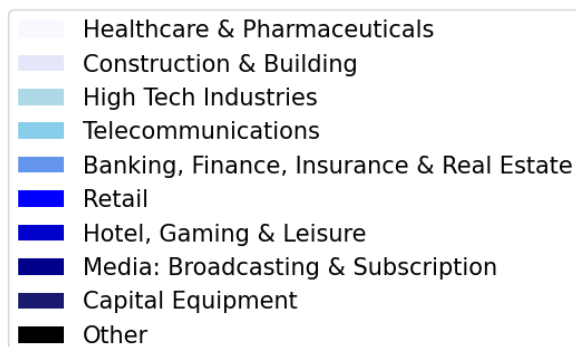 Healthcare & Pharmaceuticals
Construction & Building
High Tech Industries
Telecommunications
Banking, Finance, Insurance & Real Estate
Retail
Hotel, Gaming & Leisure
Media: Broadcasting & Subscription
Capital Equipment
Other